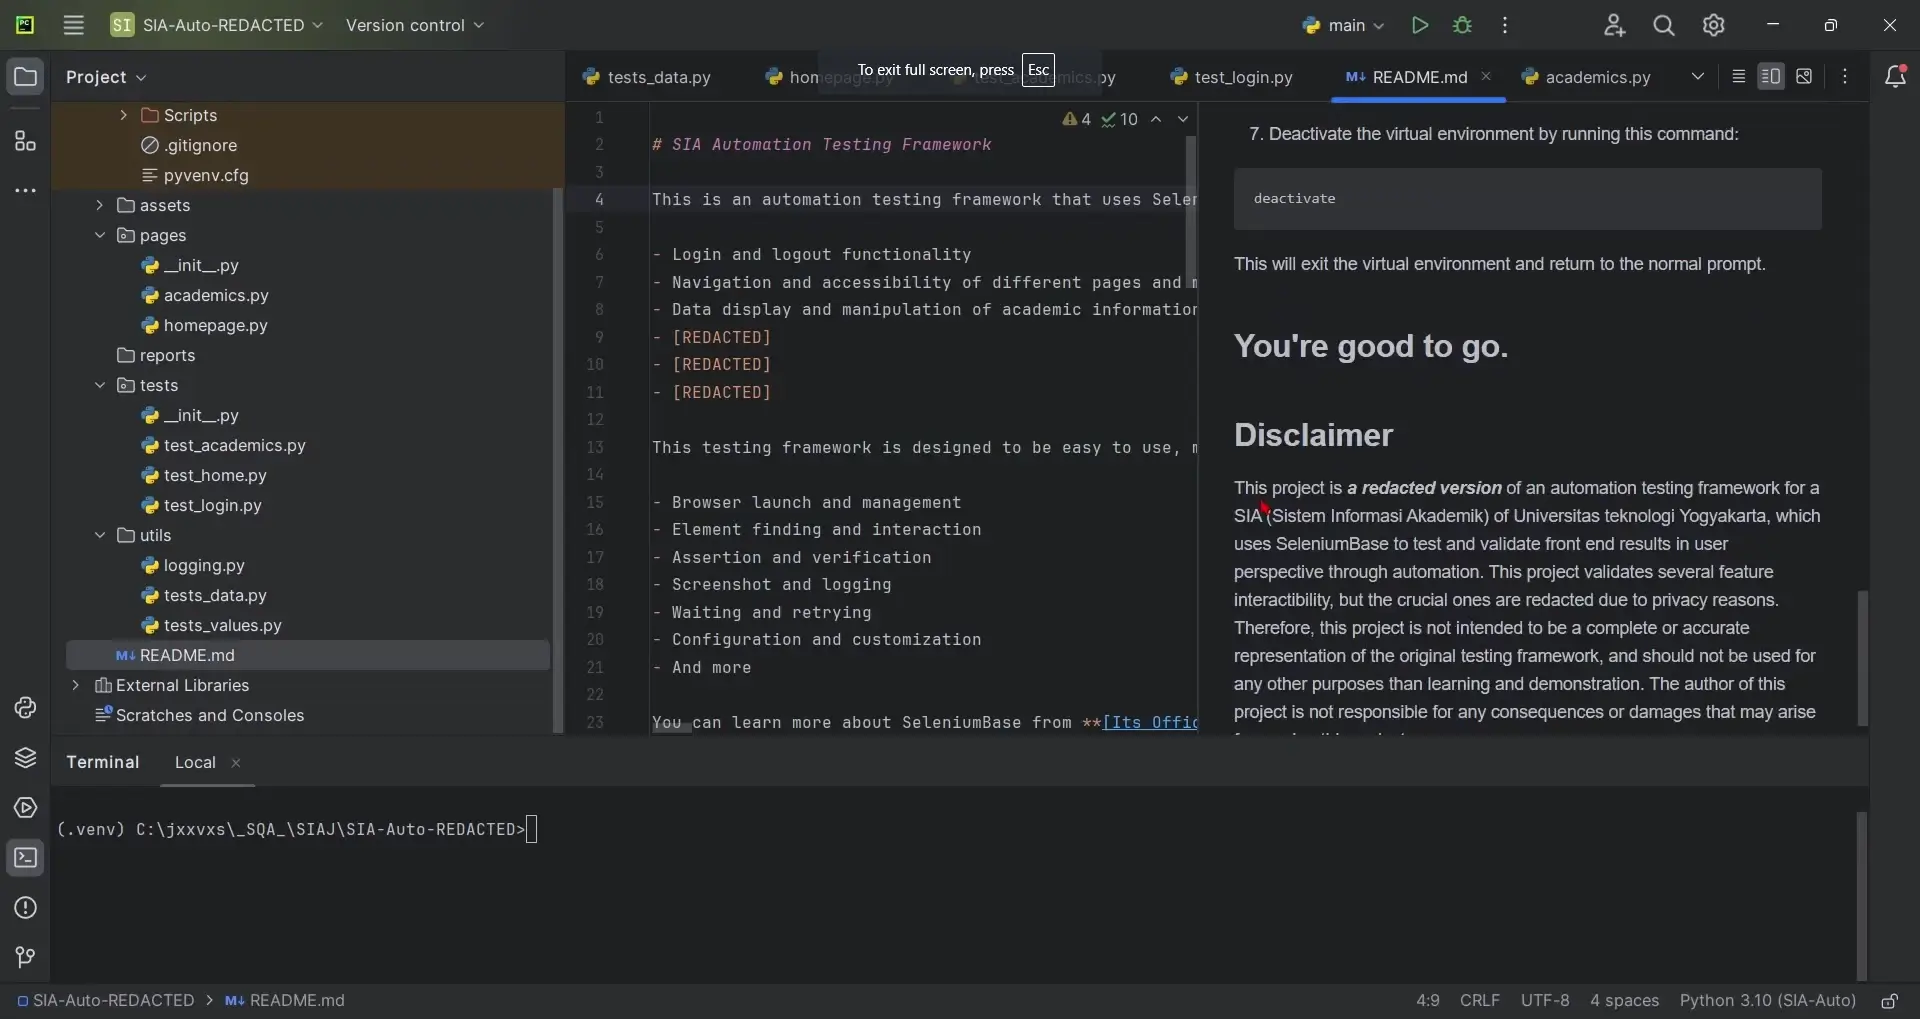 PC
SI SIA-Auto-REDACTED
Version control
main
Project
tests_data.py
To exit full screen, press Esc
test_login.py
M↓ README.md
academics.py
Scripts
.gitignore
pyvenv.cfg
assets
pages
__init__.py
academics.py
homepage.py
reports
tests
__init__.py
test_academics.py
test_home.py
test_login.py
utils
logging.py
tests_data.py
tests_values.py
M↓ README.md
External Libraries
Scratches and Consoles
4 10
1
2 # SIA Automation Testing Framework
3
4 This is an automation testing framework that uses Sele
5
6 - Login and logout functionality
7 - Navigation and accessibility of different pages and
8 - Data display and manipulation of academic information
9 - [REDACTED]
10 - [REDACTED]
11 - [REDACTED]
12
13 This testing framework is designed to be easy to use,
14
15 - Browser launch and management
16 - Element finding and interaction
17 - Assertion and verification
18 - Screenshot and logging
19 - Waiting and retrying
20 - Configuration and customization
21 - And more
22
23 You can learn more about SeleniumBase from **[Its Offic
7. Deactivate the virtual environment by running this command:
deactivate
This will exit the virtual environment and return to the normal prompt.
You're good to go.
Disclaimer
This project is a redacted version of an automation testing framework for a
SIA (Sistem Informasi Akademik) of Universitas teknologi Yogyakarta, which
uses SeleniumBase to test and validate front end results in user
perspective through automation. This project validates several feature
interactibility, but the crucial ones are redacted due to privacy reasons.
Therefore, this project is not intended to be a complete or accurate
representation of the original testing framework, and should not be used for
any other purposes than learning and demonstration. The author of this
project is not responsible for any consequences or damages that may arise
Terminal
Local
(.venv) C:\jxxvxs\_SQA_\SIAJ\SIA-Auto-REDACTED>
SIA-Auto-REDACTED > M↓ README.md
4:9 CRLF UTF-8 4 spaces Python 3.10 (SIA-Auto)